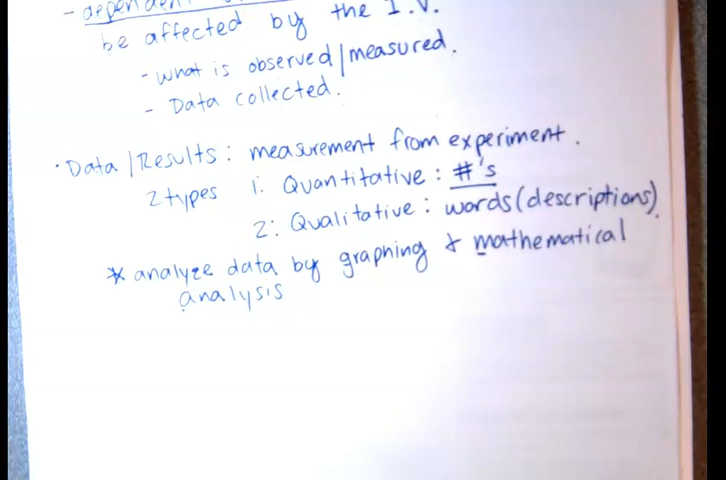 - dependent
be affected by the I.V.
- what is observed/measured.
- Data collected.
· Data/Results: measurement from experiment.
2 types 1: Quantitative: #'s
2: Qualitative: words (descriptions).
* analyze data by graphing & mathematical
analysis